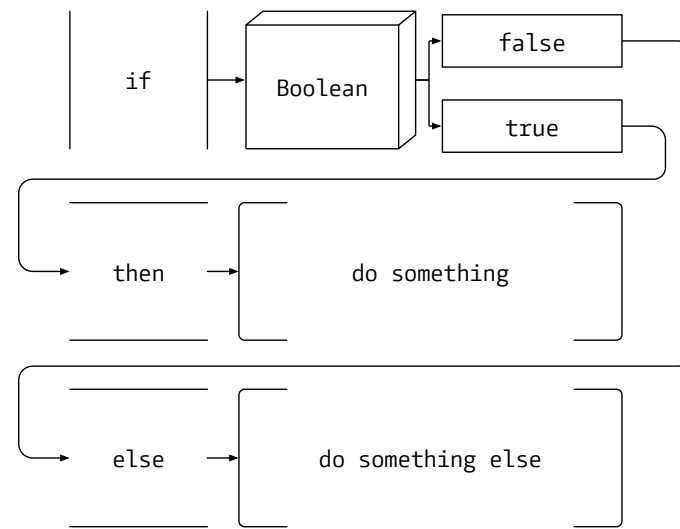 if
Boolean
false
true
then
do something
else
do something else